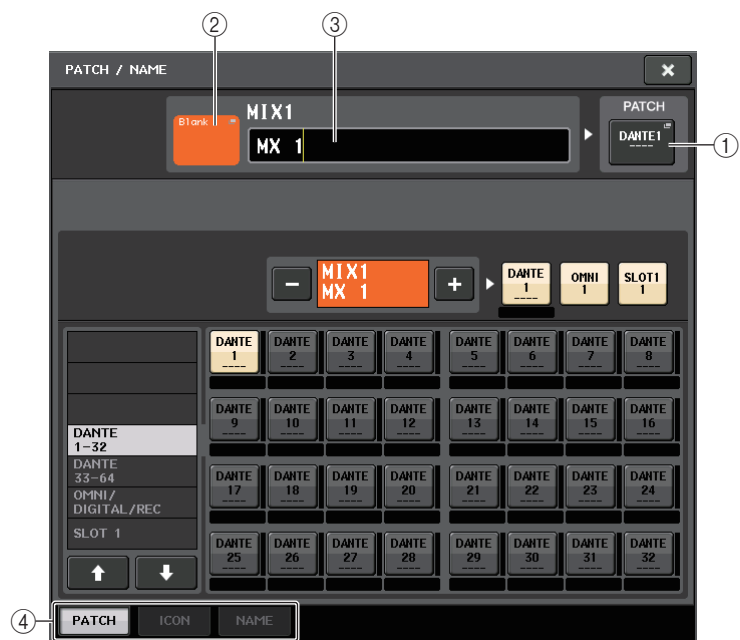 ② ③
PATCH / NAME ×
Blank MIX1 PATCH
MX 1 DANTE1 ①
----
MIX1
MX 1
− +
DANTE 1 ---- OMNI 1 SLOT1 1
DANTE 1 ---- DANTE 2 ---- DANTE 3 ---- DANTE 4 ---- DANTE 5 ---- DANTE 6 ---- DANTE 7 ---- DANTE 8 ----
DANTE 9 ---- DANTE 10 ---- DANTE 11 ---- DANTE 12 ---- DANTE 13 ---- DANTE 14 ---- DANTE 15 ---- DANTE 16 ----
DANTE
1-32
DANTE
33-64
OMNI/
DIGITAL/REC
SLOT 1
DANTE 17 ---- DANTE 18 ---- DANTE 19 ---- DANTE 20 ---- DANTE 21 ---- DANTE 22 ---- DANTE 23 ---- DANTE 24 ----
DANTE 25 ---- DANTE 26 ---- DANTE 27 ---- DANTE 28 ---- DANTE 29 ---- DANTE 30 ---- DANTE 31 ---- DANTE 32 ----
④ PATCH ICON NAME